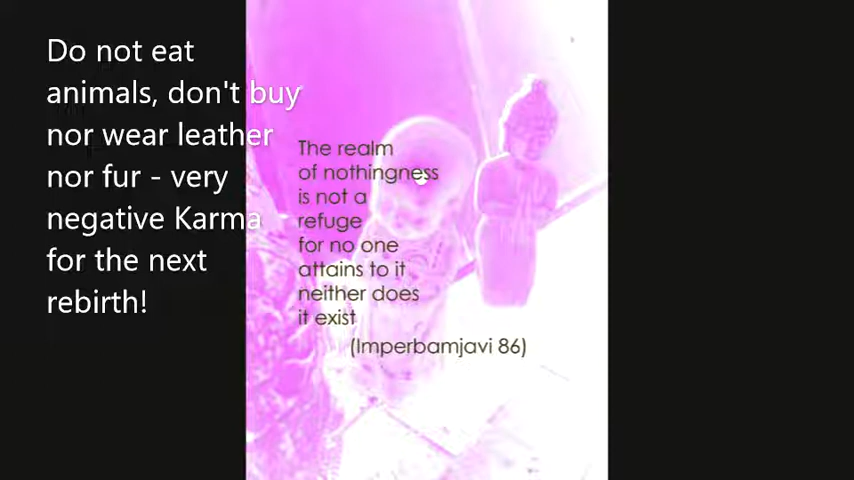 Do not eat
animals, don't buy
nor wear leather
nor fur - very
negative Karma
for the next
rebirth!
The realm
of nothingness
is not a
refuge
for no one
attains to it
neither does
it exist
(Imperbamjavi 86)